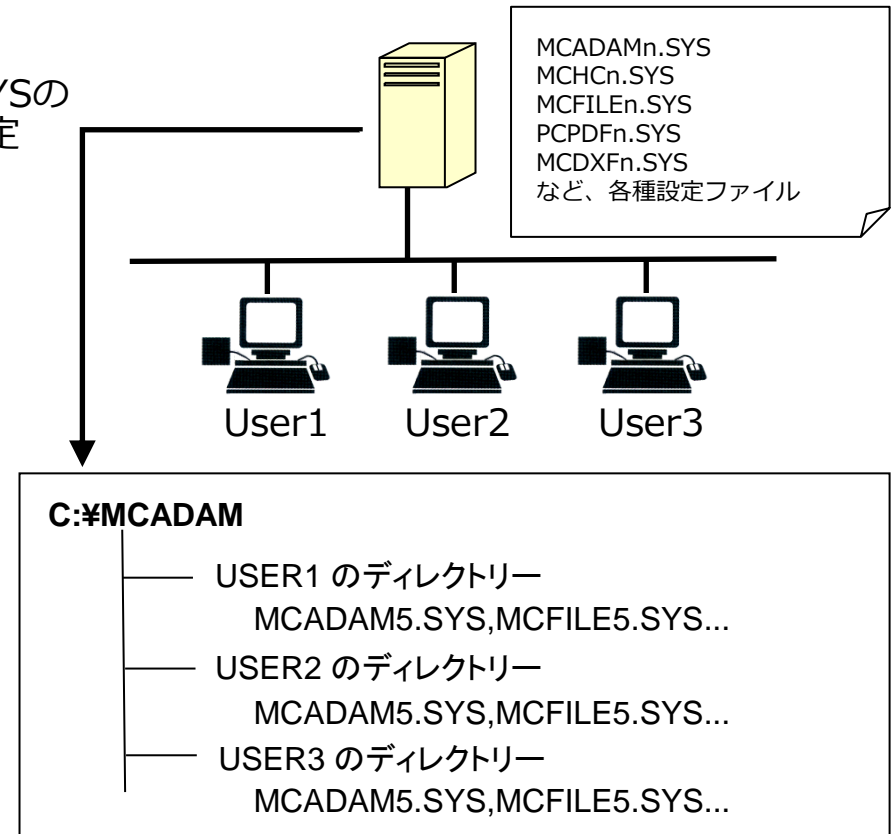 YSの
定
MCADAMn.SYS
MCHCn.SYS
MCFILEn.SYS
PCPDFn.SYS
MCDXFn.SYS
など、各種設定ファイル
User1 User2 User3
C:¥MCADAM
USER1 のディレクトリー
MCADAM5.SYS,MCFILE5.SYS...
USER2 のディレクトリー
MCADAM5.SYS,MCFILE5.SYS...
USER3 のディレクトリー
MCADAM5.SYS,MCFILE5.SYS...